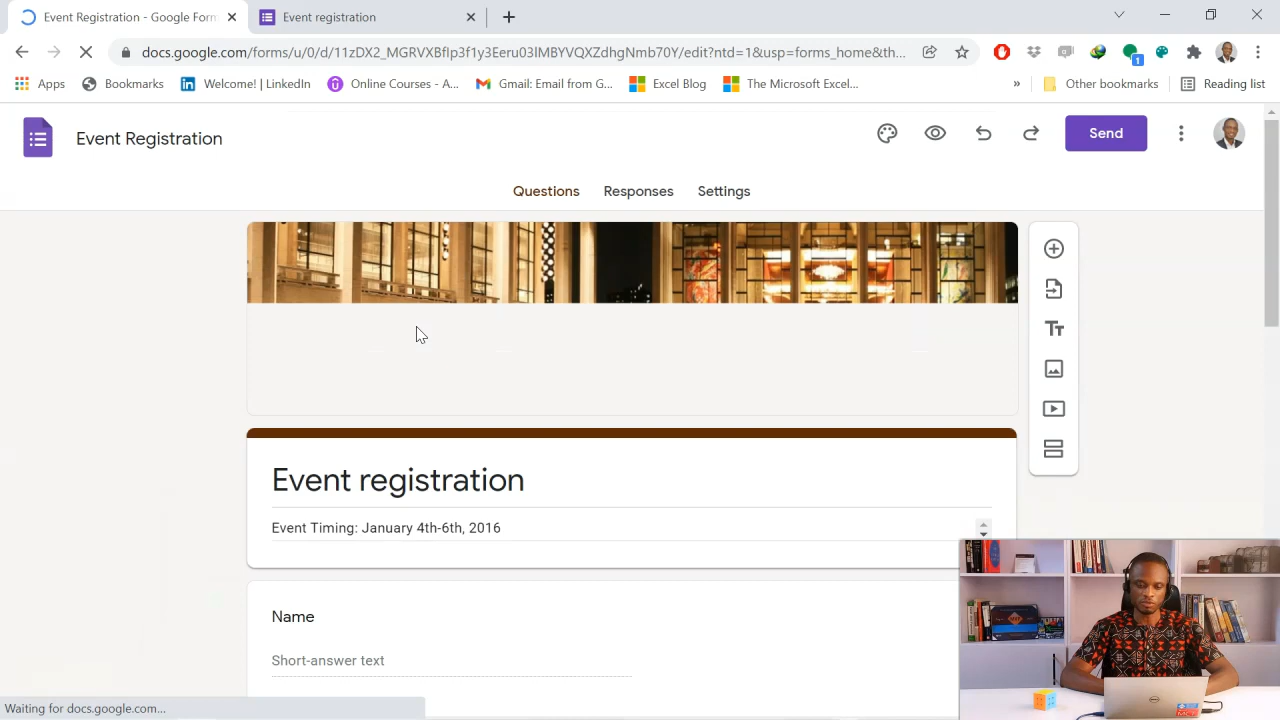 Event Registration - Google Form
Event registration
docs.google.com/forms/u/0/d/11zDX2_MGRVXBfIp3f1y3Eeru03lMBYVQXZdhgNmb70Y/edit?ntd=1&usp=forms_home&th...
1
Apps
Bookmarks
Welcome! | LinkedIn
Online Courses - A...
Gmail: Email from G...
Excel Blog
The Microsoft Excel...
»
Other bookmarks
Reading list
Event Registration
Send
Questions
Responses
Settings
Tт
Event registration
Event Timing: January 4th-6th, 2016
Name
Short-answer text
Waiting for docs.google.com...